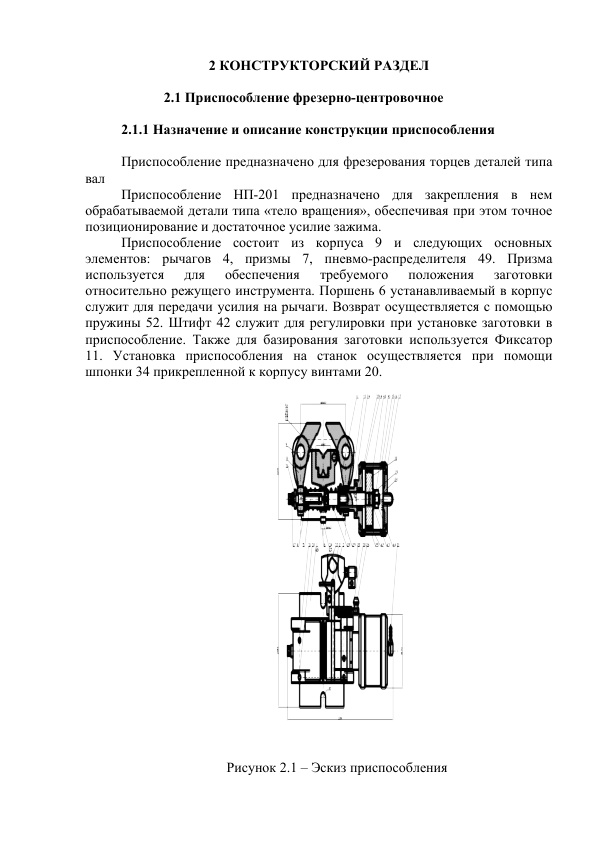 2 КОНСТРУКТОРСКИЙ РАЗДЕЛ
2.1 Приспособление фрезерно-центровочное
2.1.1 Назначение и описание конструкции приспособления
Приспособление предназначено для фрезерования торцев деталей типа
вал
Приспособление НП-201 предназначено для закрепления в нем
обрабатываемой детали типа «тело вращения», обеспечивая при этом точное
позиционирование и достаточное усилие зажима.
Приспособление состоит из корпуса 9 и следующих основных
элементов: рычагов 4, призмы 7, пневмо-распределителя 49. Призма
используется для обеспечения требуемого положения заготовки
относительно режущего инструмента. Поршень 6 устанавливаемый в корпус
служит для передачи усилия на рычаги. Возврат осуществляется с помощью
пружины 52. Штифт 42 служит для регулировки при установке заготовки в
приспособление. Также для базирования заготовки используется Фиксатор
11. Установка приспособления на станок осуществляется при помощи
шпонки 34 прикрепленной к корпусу винтами 20.
Рисунок 2.1 – Эскиз приспособления